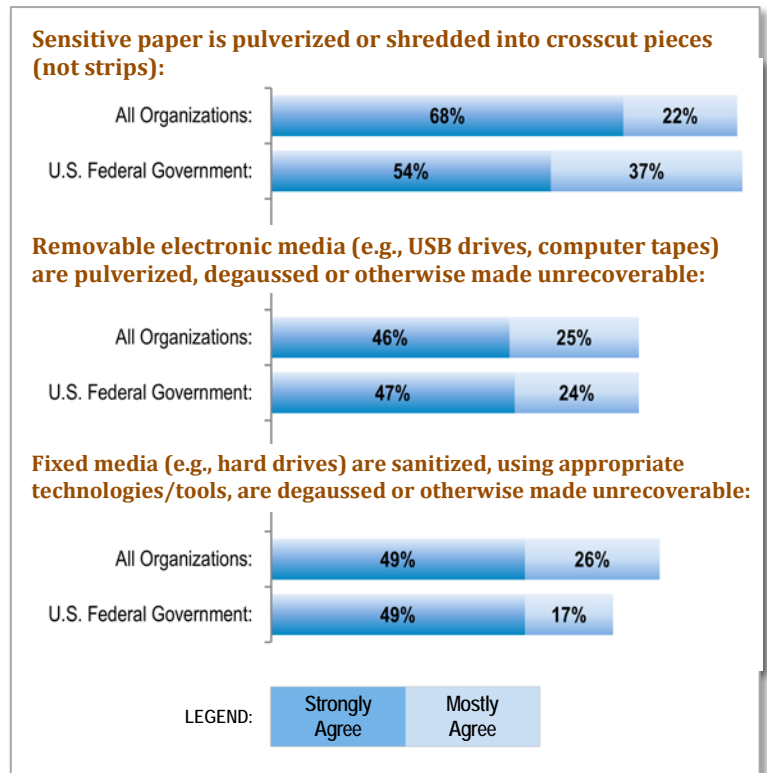 Sensitive paper is pulverized or shredded into crosscut pieces
(not strips):
All Organizations: 68% 22%
U.S. Federal Government: 54% 37%
Removable electronic media (e.g., USB drives, computer tapes)
are pulverized, degaussed or otherwise made unrecoverable:
All Organizations: 46% 25%
U.S. Federal Government: 47% 24%
Fixed media (e.g., hard drives) are sanitized, using appropriate
technologies/tools, are degaussed or otherwise made unrecoverable:
All Organizations: 49% 26%
U.S. Federal Government: 49% 17%
LEGEND:
Strongly
Agree
Mostly
Agree